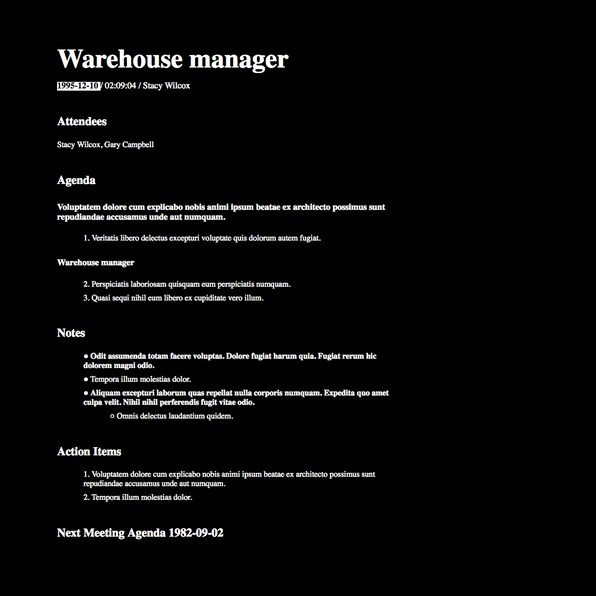 Warehouse manager
1995-12-10 / 02:09:04 / Stacy Wilcox
Attendees
Stacy Wilcox, Gary Campbell
Agenda
Voluptatem dolore cum explicabo nobis animi ipsum beatae ex architecto possimus sunt
repudiandae accusamus unde aut numquam.
1. Veritatis libero delectus excepturi voluptate quis dolorum autem fugiat.
Warehouse manager
2. Perspiciatis laboriosam quisquam eum perspiciatis numquam.
3. Quasi sequi nihil eum libero ex cupiditate vero illum.
Notes
● Odit assumenda totam facere voluptas. Dolore fugiat harum quia. Fugiat rerum hic
dolorem magni odio.
● Tempora illum molestias dolor.
● Aliquam excepturi laborum quas repellat nulla corporis numquam. Expedita quo amet
culpa velit. Nihil nihil perferendis fugit vitae odio.
○ Omnis delectus laudantium quidem.
Action Items
1. Voluptatem dolore cum explicabo nobis animi ipsum beatae ex architecto possimus sunt
repudiandae accusamus unde aut numquam.
2. Tempora illum molestias dolor.
Next Meeting Agenda 1982-09-02